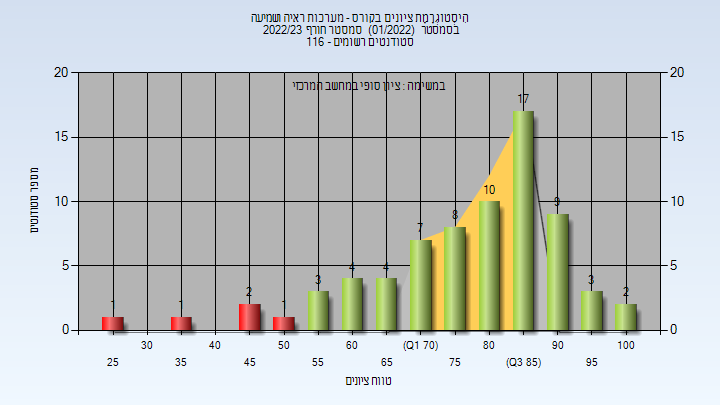 היסטוגרמת ציונים בקורס - מערכות ראיה ושמיעה
בסמסטר (01/2022) סמסטר חורף 2022/23
סטודנטים רשומים - 116
במשימה : ציון סופי במחשב המרכזי
20 20
15 15
10 10
5 5
0 0
מספר סטודנטים
1 1 2 1 3 4 4 7 8 10 17 9 3 2
30 40 50 60 (Q1 70) 80 90 100
25 35 45 55 65 75 (Q3 85) 95
טווח ציונים